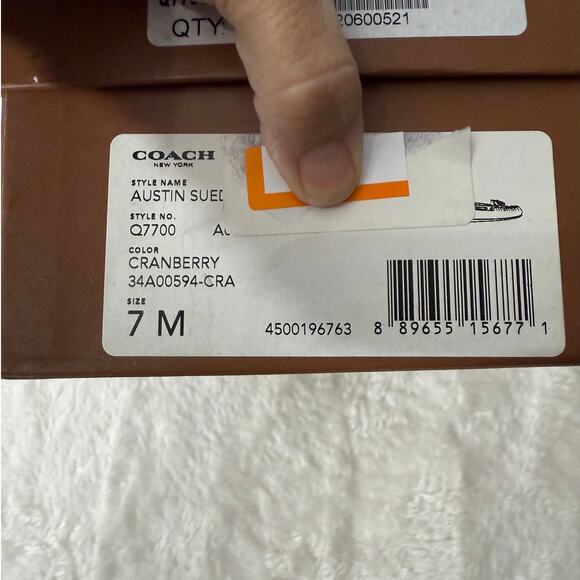 QTY.
20600521
COACH
NEW YORK
STYLE NAME
AUSTIN SUED
STYLE NO.
Q7700 AU
COLOR
CRANBERRY
34A00594-CRA
SIZE
7 M 4500196763 8 89655 15677 1